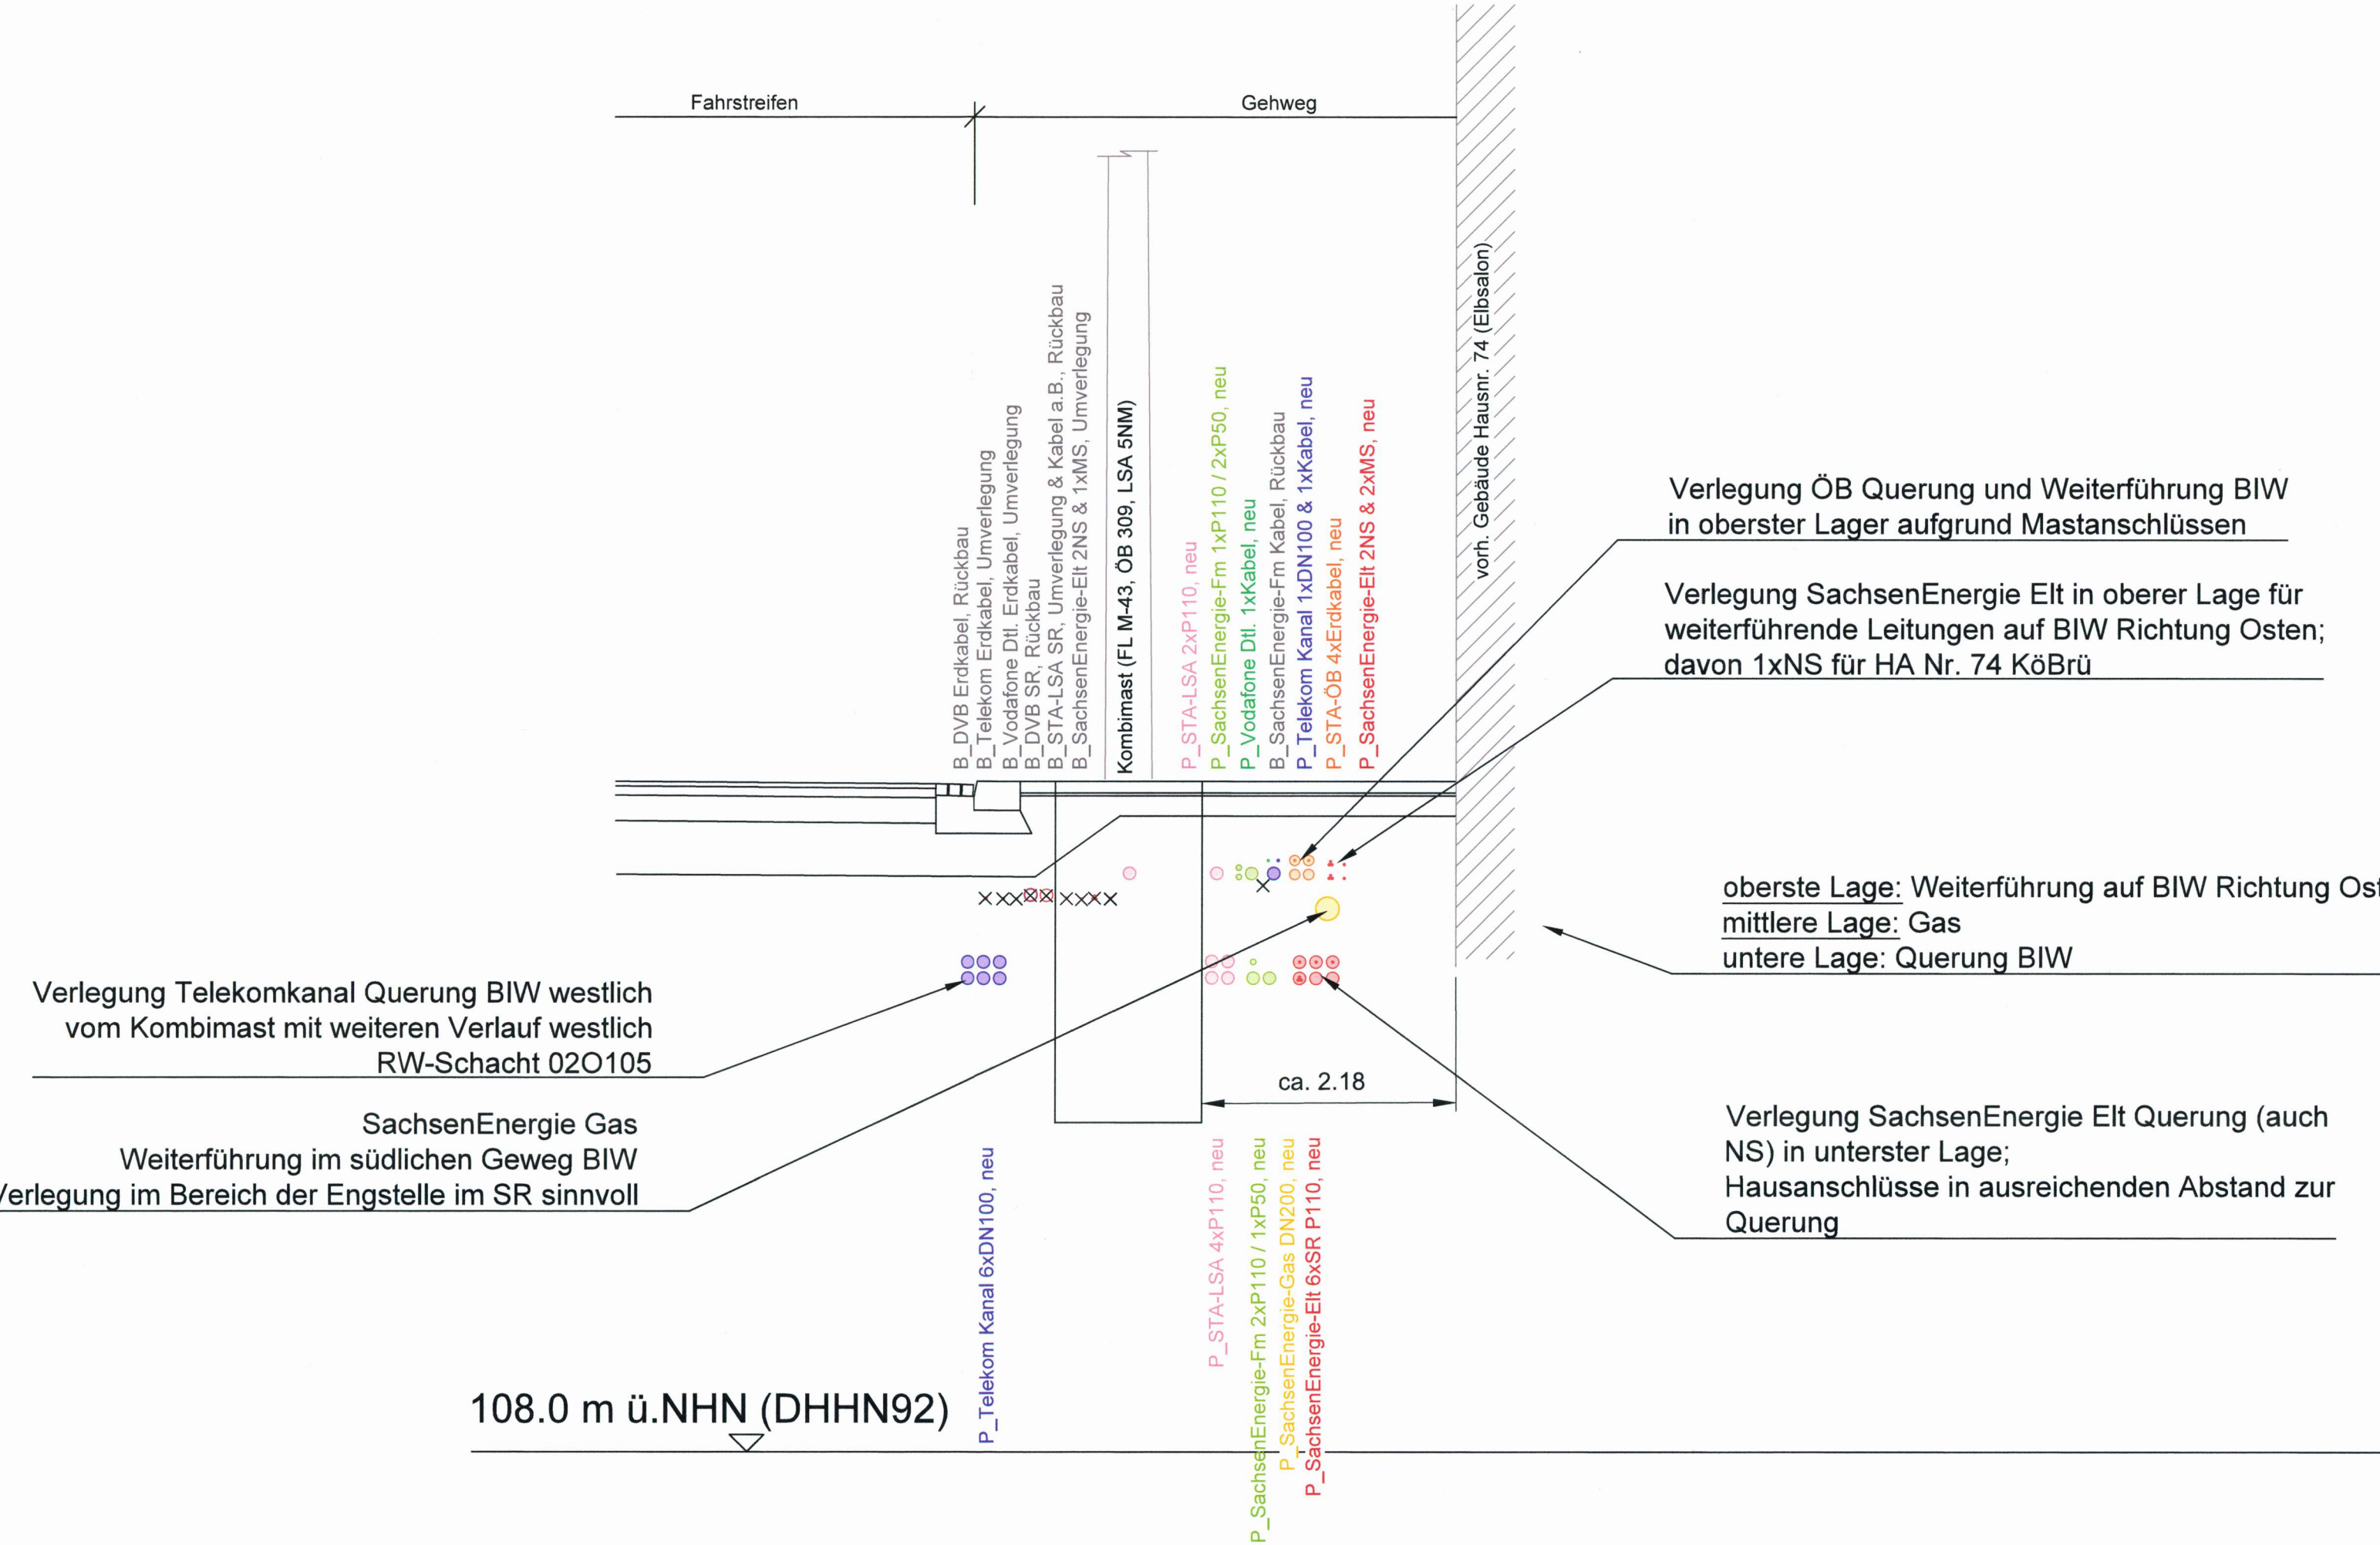 Fahrstreifen
Gehweg
B_DVB Erdkabel, Rückbau
B_Telekom Erdkabel, Umverlegung
B_Vodafone Dtl. Erdkabel, Umverlegung
B_DVB SR, Rückbau
B_STA-LSA SR, Umverlegung & Kabel a.B., Rückbau
B_SachsenEnergie-Elt 2NS & 1xMS, Umverlegung
Kombimast (FL M-43, ÖB 309, LSA 5NM)
P_STA-LSA 2xP110, neu
P_SachsenEnergie-Fm 1xP110 / 2xP50, neu
P_Vodafone Dtl. 1xKabel, neu
B_SachsenEnergie-Fm Kabel, Rückbau
P_Telekom Kanal 1xDN100 & 1xKabel, neu
P_STA-ÖB 4xErdkabel, neu
P_SachsenEnergie-Elt 2NS & 2xMS, neu
vorh. Gebäude Hausnr. 74 (Elbsalon)
Verlegung ÖB Querung und Weiterführung BIW
in oberster Lager aufgrund Mastanschlüssen
Verlegung SachsenEnergie Elt in oberer Lage für
weiterführende Leitungen auf BIW Richtung Osten;
davon 1xNS für HA Nr. 74 KöBrü
oberste Lage: Weiterführung auf BIW Richtung Ost
mittlere Lage: Gas
untere Lage: Querung BIW
Verlegung Telekomkanal Querung BIW westlich
vom Kombimast mit weiteren Verlauf westlich
RW-Schacht 02O105
SachsenEnergie Gas
Weiterführung im südlichen Geweg BIW
Verlegung im Bereich der Engstelle im SR sinnvoll
ca. 2.18
Verlegung SachsenEnergie Elt Querung (auch
NS) in unterster Lage;
Hausanschlüsse in ausreichenden Abstand zur
Querung
P_Telekom Kanal 6xDN100, neu
P_STA-LSA 4xP110, neu
P_SachsenEnergie-Fm 2xP110 / 1xP50, neu
P_SachsenEnergie-Gas DN200, neu
P_SachsenEnergie-Elt 6xSR P110, neu
108.0 m ü.NHN (DHHN92)